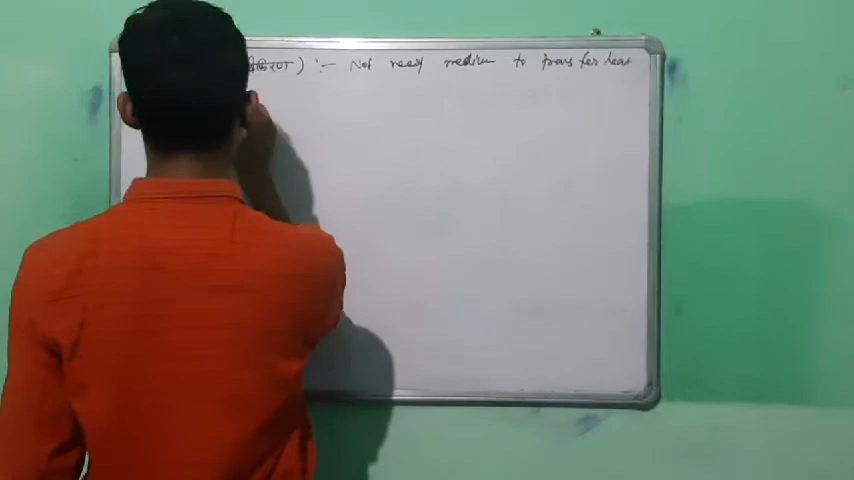 विकिरण) :- Not need medium to transfer heat